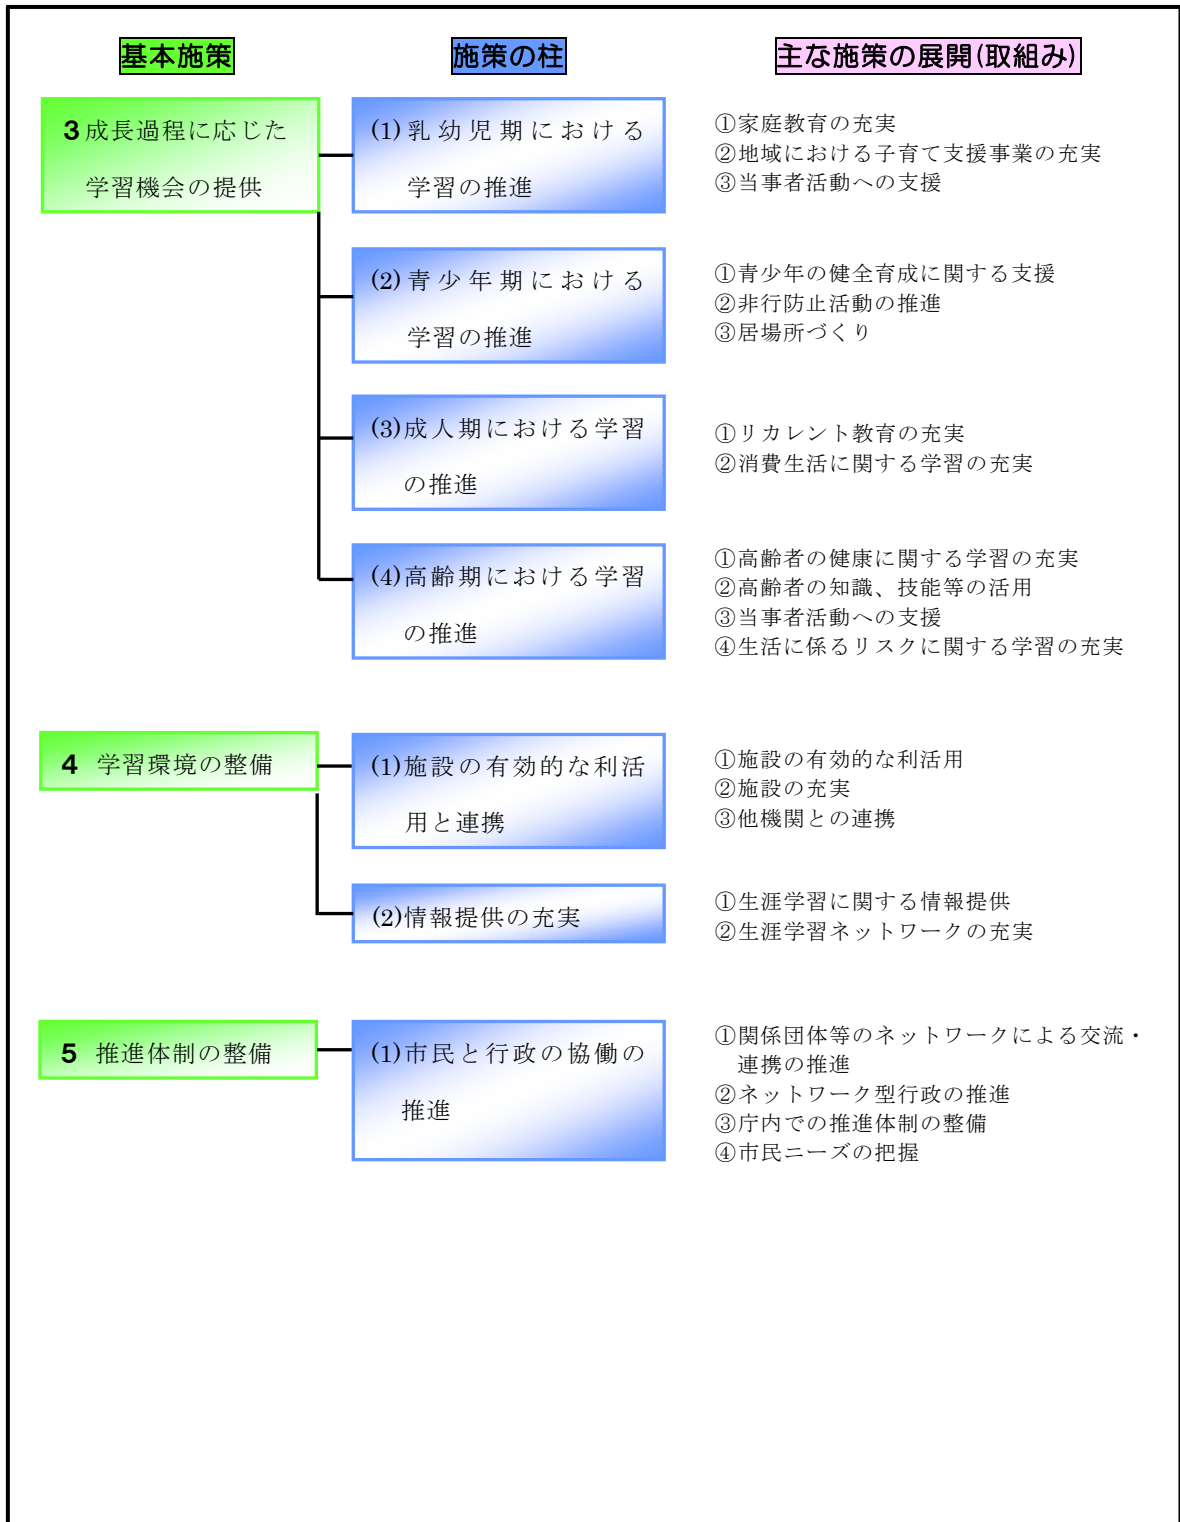 基本施策
施策の柱
主な施策の展開(取組み)
3成長過程に応じた
学習機会の提供
(1)乳幼児期における
学習の推進
①家庭教育の充実
②地域における子育て支援事業の充実
③当事者活動への支援
(2)青少年期における
学習の推進
①青少年の健全育成に関する支援
②非行防止活動の推進
③居場所づくり
(3)成人期における学習
の推進
①リカレント教育の充実
②消費生活に関する学習の充実
(4)高齢期における学習
の推進
①高齢者の健康に関する学習の充実
②高齢者の知識、技能等の活用
③当事者活動への支援
④生活に係るリスクに関する学習の充実
4 学習環境の整備
(1)施設の有効的な利活
用と連携
①施設の有効的な利活用
②施設の充実
③他機関との連携
(2)情報提供の充実
①生涯学習に関する情報提供
②生涯学習ネットワークの充実
5 推進体制の整備
(1)市民と行政の協働の
推進
①関係団体等のネットワークによる交流・
連携の推進
②ネットワーク型行政の推進
③庁内での推進体制の整備
④市民ニーズの把握